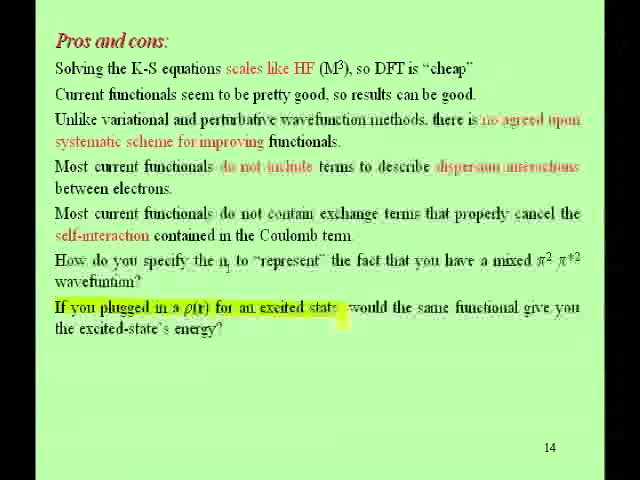 Pros and cons:
Solving the K-S equations scales like HF (M³), so DFT is “cheap”
Current functionals seem to be pretty good, so results can be good.
Unlike variational and perturbative wavefunction methods, there is no agreed upon
systematic scheme for improving functionals.
Most current functionals do not include terms to describe dispersion interactions
between electrons.
Most current functionals do not contain exchange terms that properly cancel the
self-interaction contained in the Coulomb term.
How do you specify the nⱼ to “represent” the fact that you have a mixed π² π*²
wavefuntion?
If you plugged in a ρ(r) for an excited state, would the same functional give you
the excited-state’s energy?
14